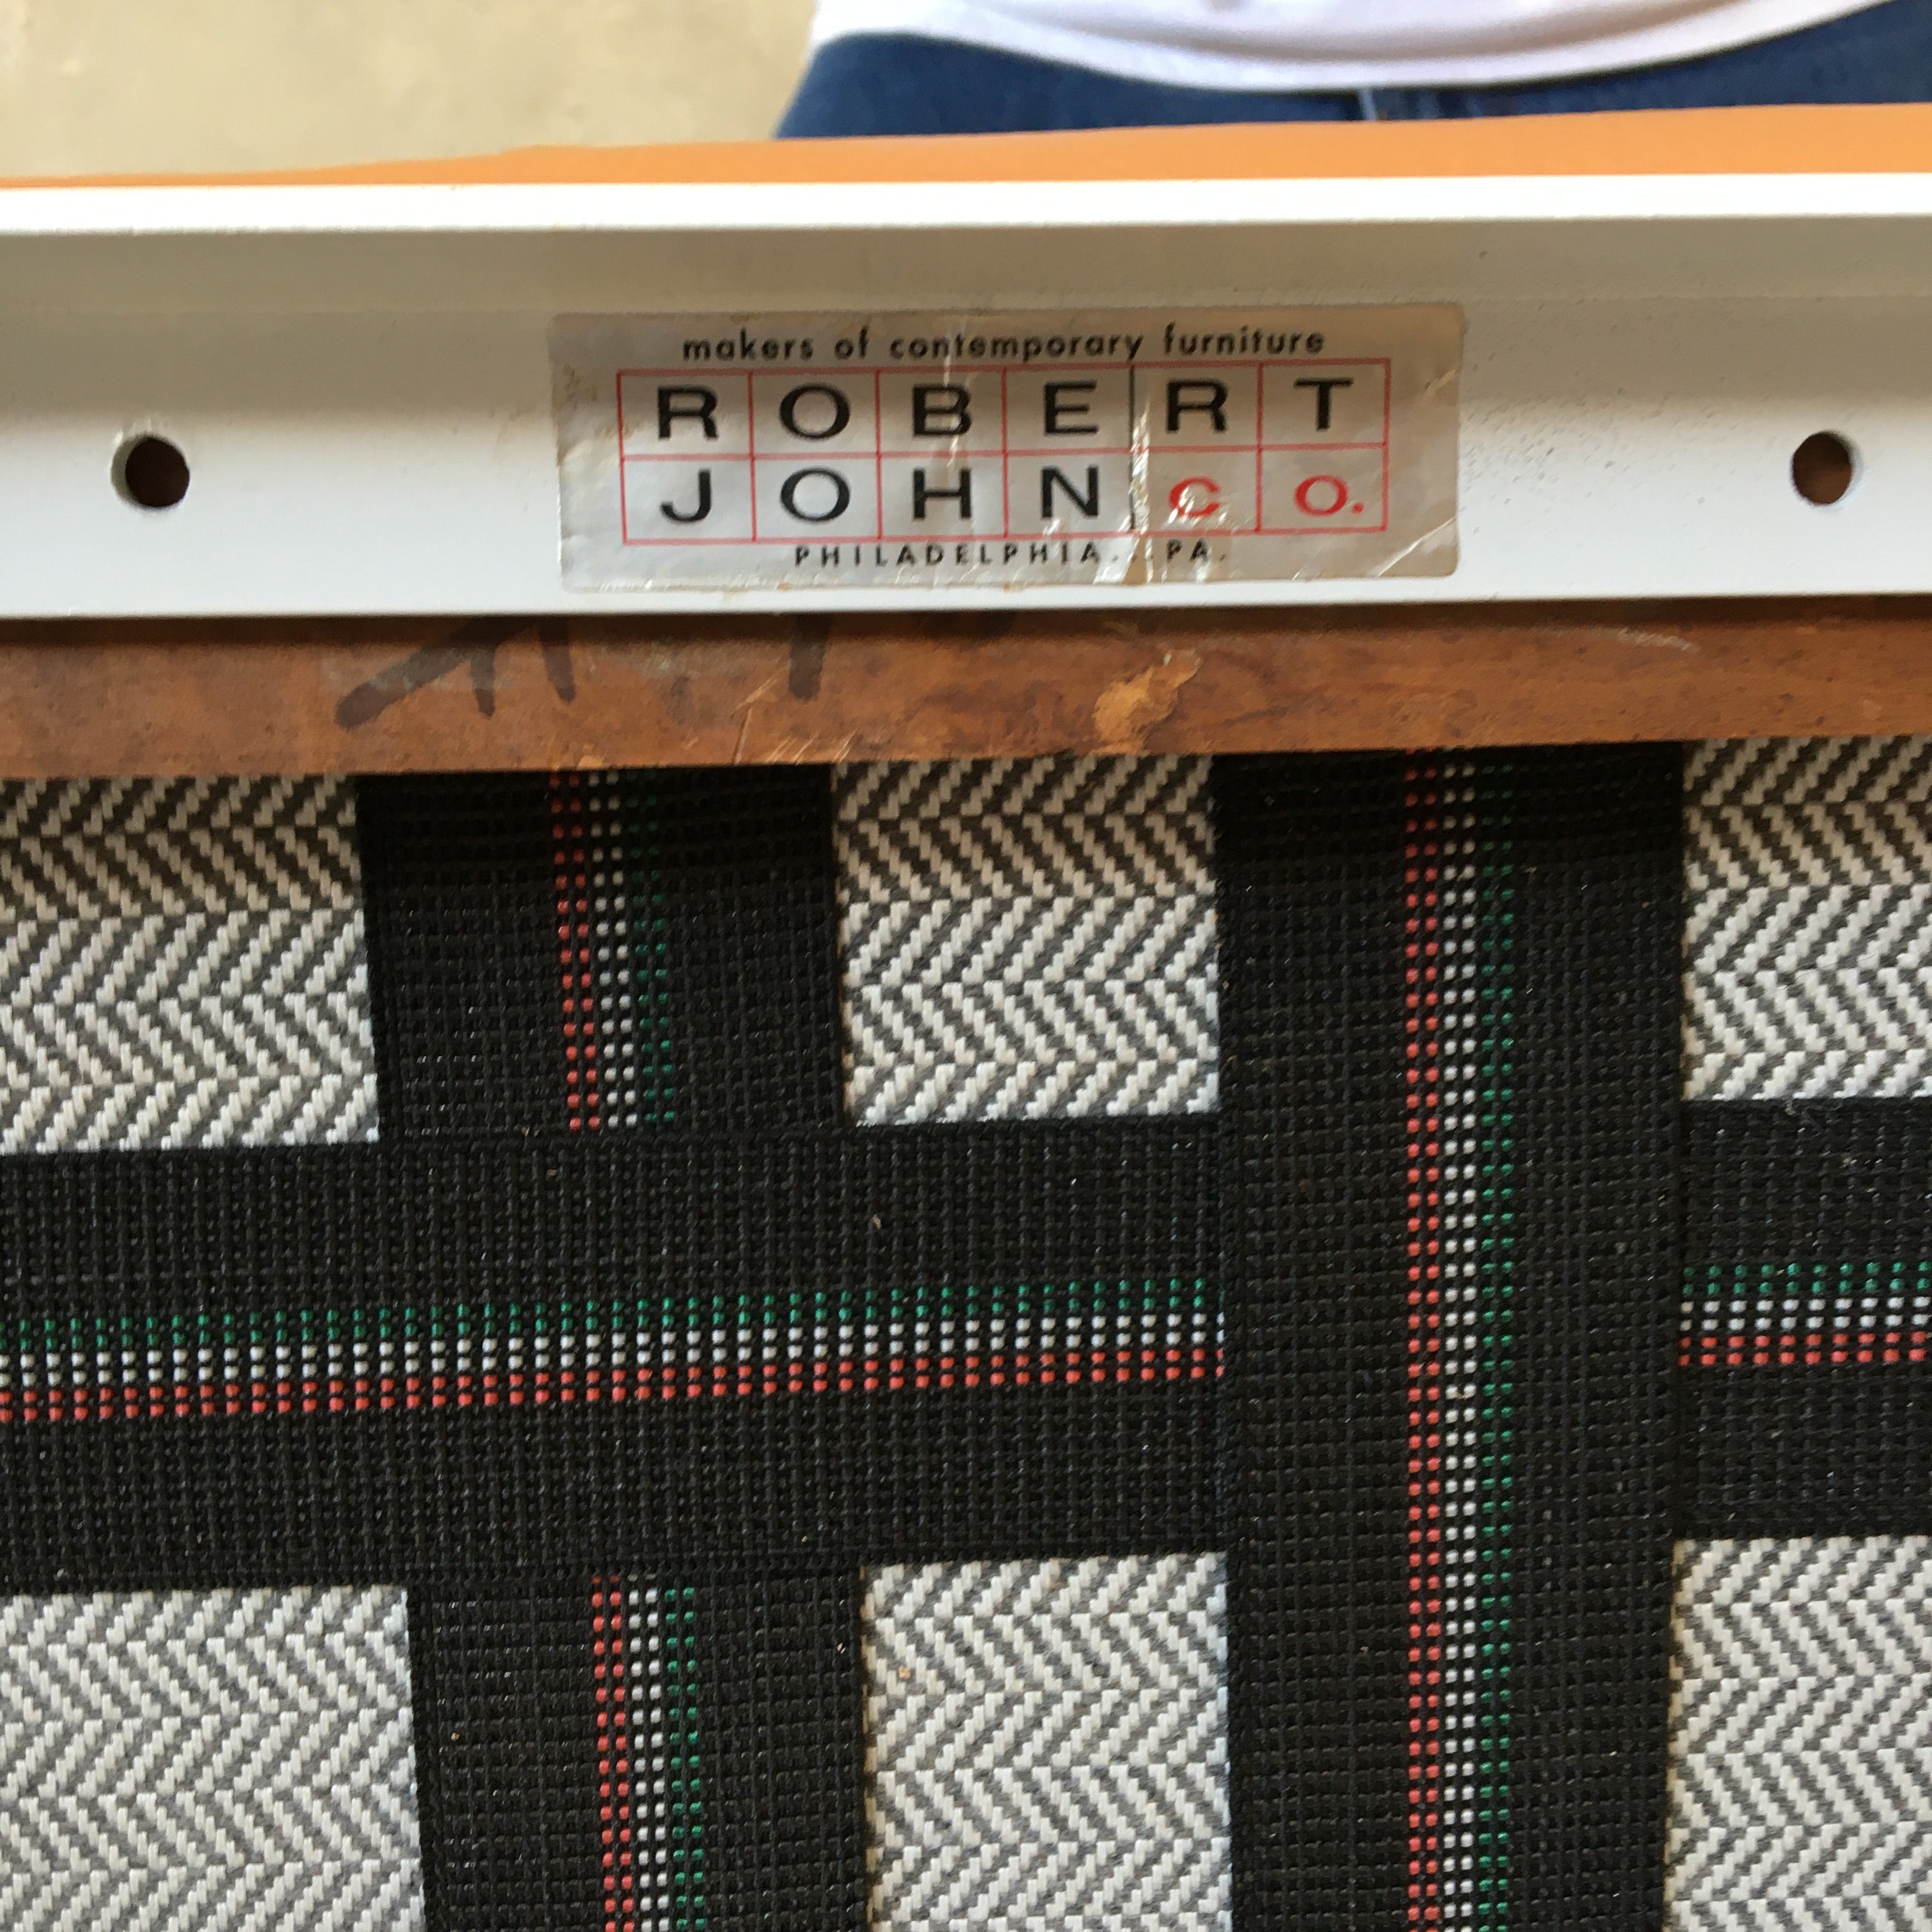 makers of contemporary furniture
ROBERT
JOHN CO.
PHILADELPHIA...PA.